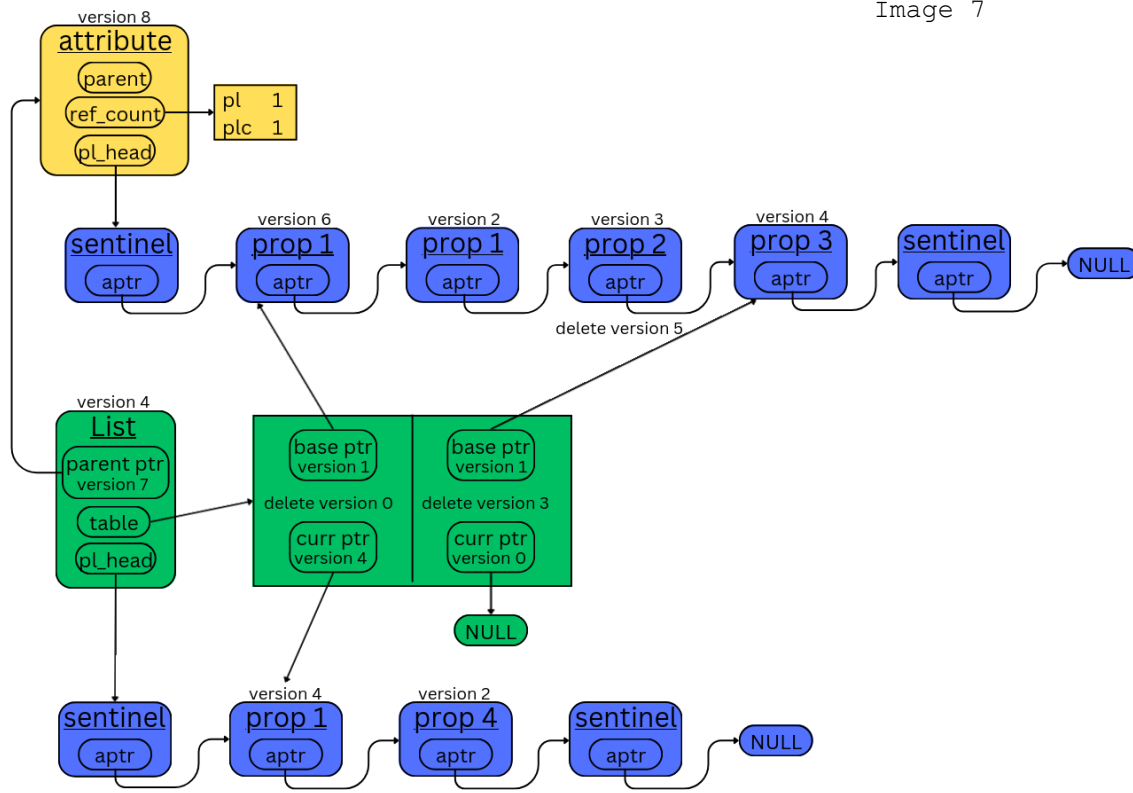 Image 7
version 8
attribute
parent
ref_count
pl 1
plc 1
pl_head
version 6
version 2
version 3
version 4
sentinel
prop 1
prop 1
prop 2
prop 3
sentinel
aptr
aptr
aptr
aptr
aptr
aptr
NULL
delete version 5
version 4
List
parent ptr
version 7
table
pl_head
base ptr
version 1
base ptr
version 1
delete version 0
delete version 3
curr ptr
version 4
curr ptr
version 0
NULL
version 4
version 2
sentinel
prop 1
prop 4
sentinel
aptr
aptr
aptr
aptr
NULL